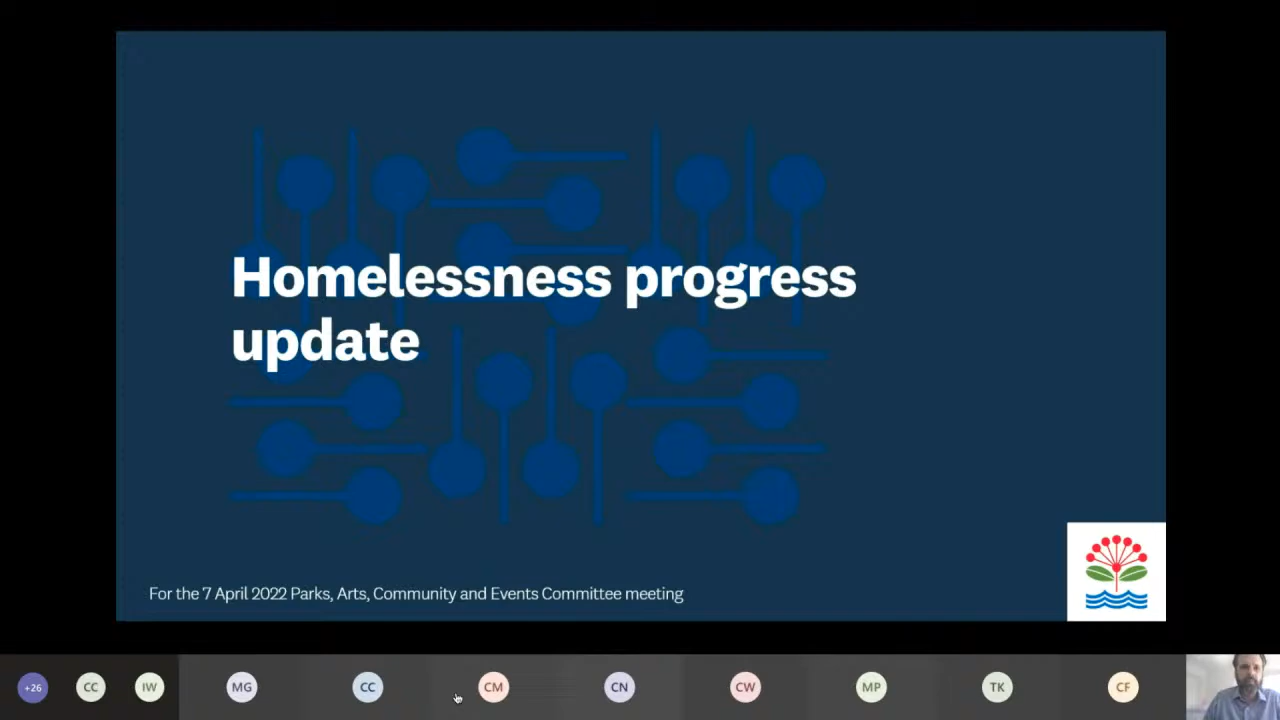 Homelessness progress
update
For the 7 April 2022 Parks, Arts, Community and Events Committee meeting
+26
CC
IW
MG
CC
CM
CN
CW
MP
TK
CF